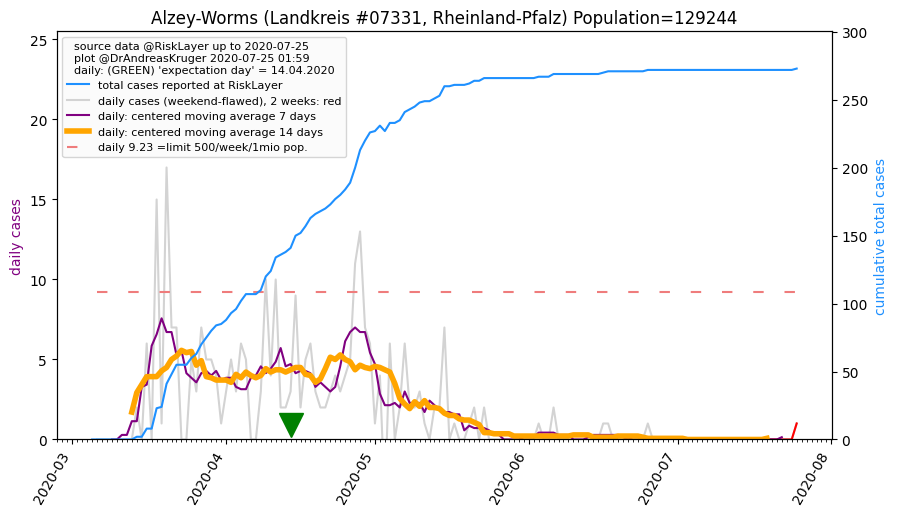 Alzey-Worms (Landkreis #07331, Rheinland-Pfalz) Population=129244
source data @RiskLayer up to 2020-07-25
plot @DrAndreasKruger 2020-07-25 01:59
daily: (GREEN) 'expectation day' = 14.04.2020
total cases reported at RiskLayer
daily cases (weekend-flawed), 2 weeks: red
daily: centered moving average 7 days
daily: centered moving average 14 days
daily 9.23 =limit 500/week/1mio pop.
daily cases
25
20
15
10
5
0
cumulative total cases
300
250
200
150
100
50
0
2020-03
2020-04
2020-05
2020-06
2020-07
2020-08